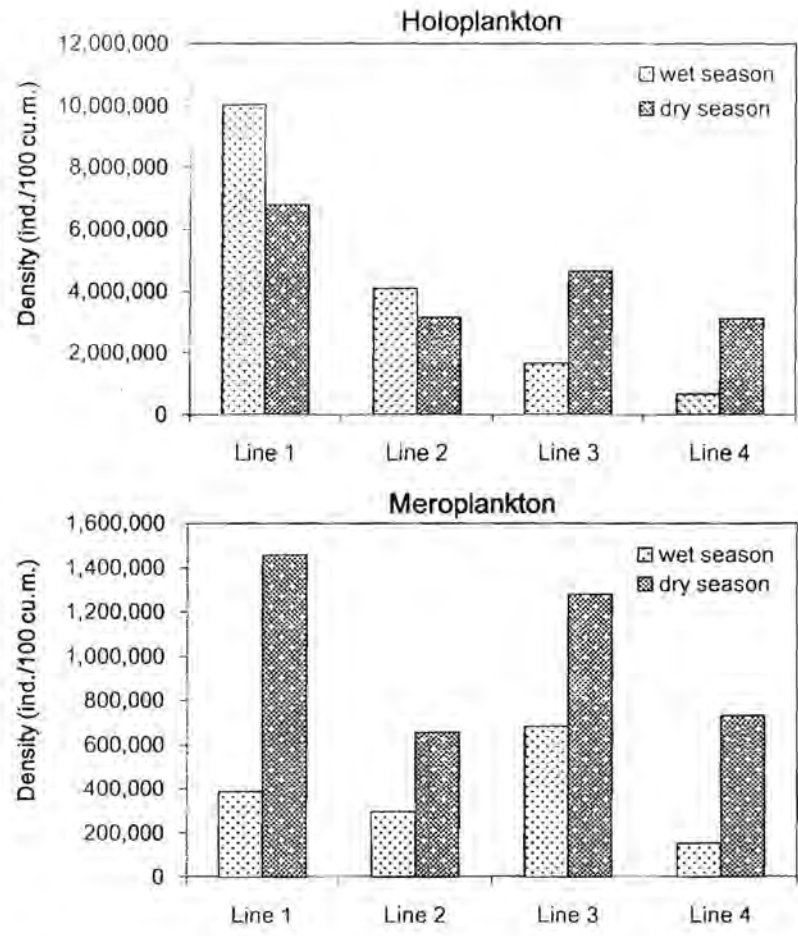 Holoplankton
12,000,000
10,000,000
8,000,000
6,000,000
4,000,000
2,000,000
0
Density (ind./100 cu.m.)
wet season
dry season
Line 1 Line 2 Line 3 Line 4
Meroplankton
1,600,000
1,400,000
1,200,000
1,000,000
800,000
600,000
400,000
200,000
0
Density (ind./100 cu.m.)
wet season
dry season
Line 1 Line 2 Line 3 Line 4